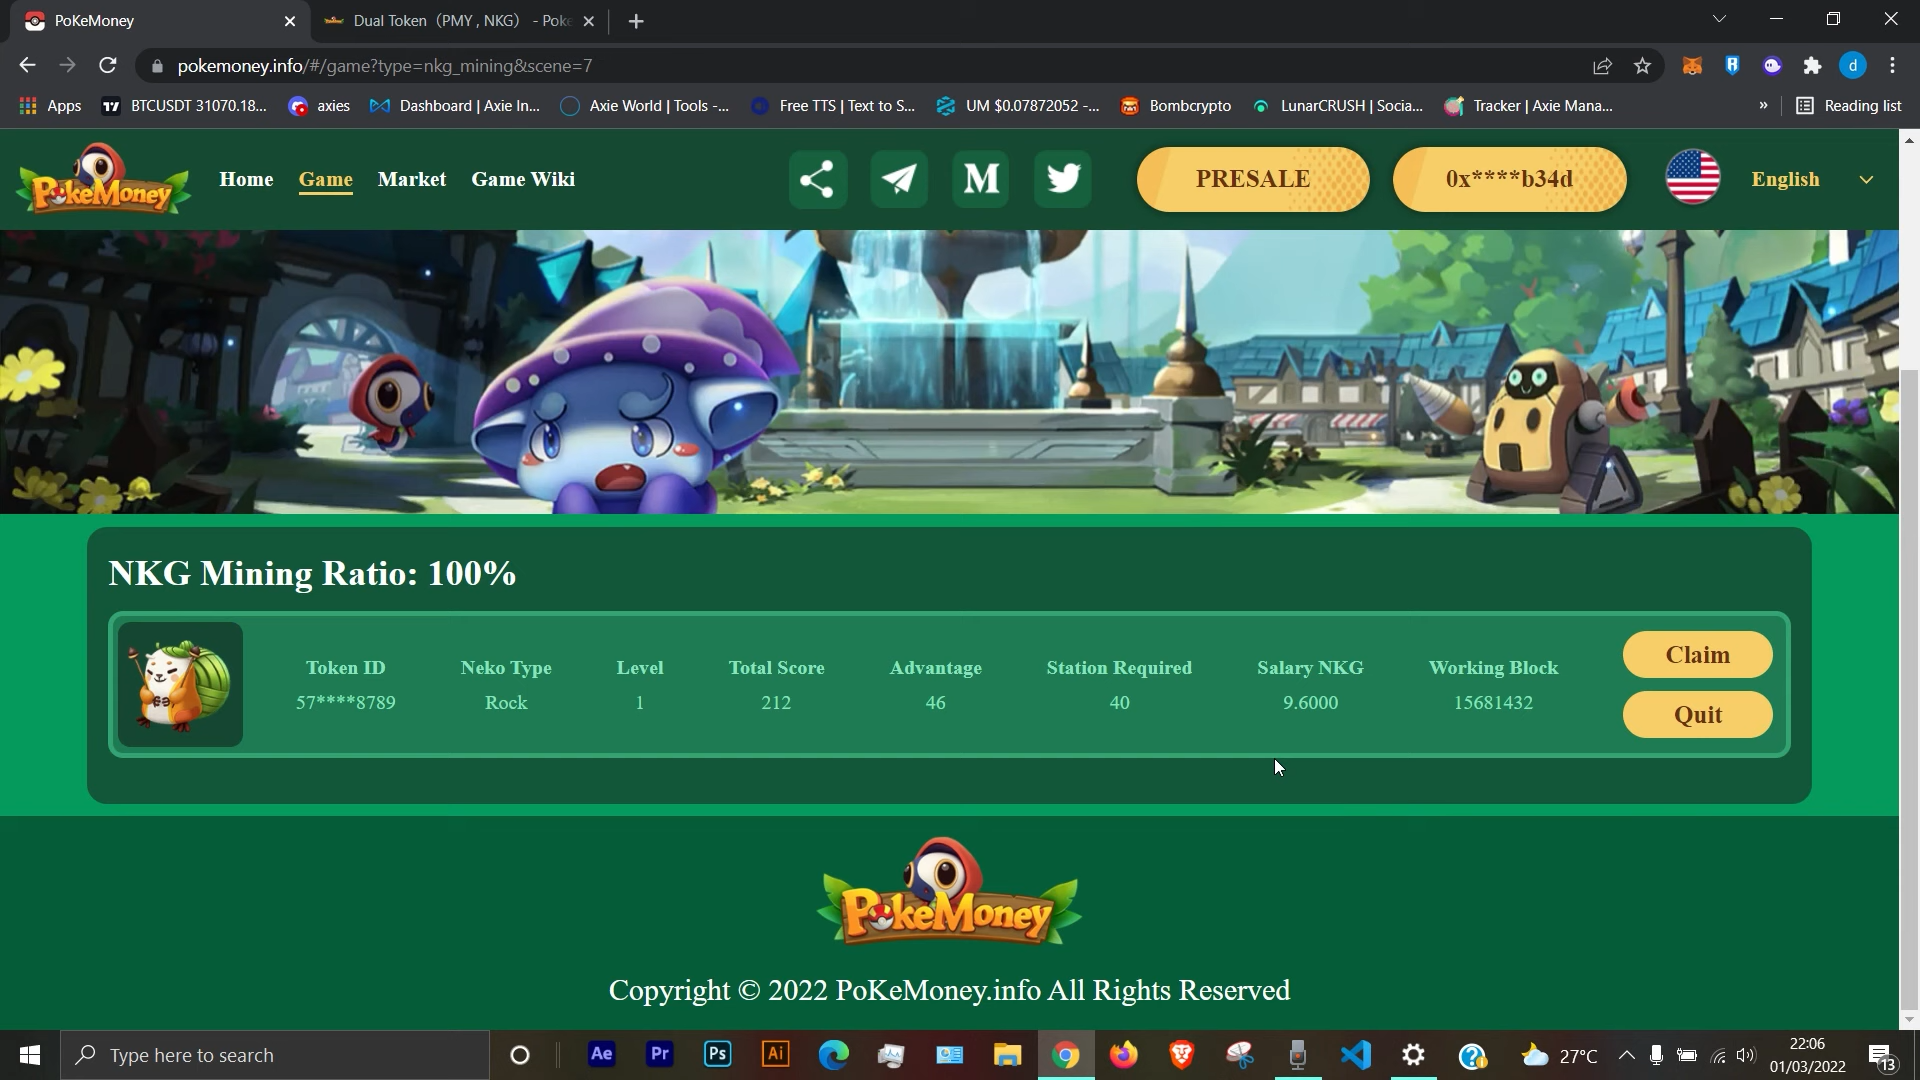 PoKeMoney
Dual Token（PMY , NKG） - Poke
pokemoney.info/#/game?type=nkg_mining&scene=7
d
Apps
BTCUSDT 31070.18...
axies
Dashboard | Axie In...
Axie World | Tools -...
Free TTS | Text to S...
UM $0.07872052 -...
Bombcrypto
LunarCRUSH | Socia...
Tracker | Axie Mana...
»
Reading list
PokeMoney
Home
Game
Market
Game Wiki
M
PRESALE
0x****b34d
English
NKG Mining Ratio: 100%
Token ID
Neko Type
Level
Total Score
Advantage
Station Required
Salary NKG
Working Block
57****8789
Rock
1
212
46
40
9.6000
15681432
Claim
Quit
PokeMoney
Copyright © 2022 PoKeMoney.info All Rights Reserved
Type here to search
Ae
Pr
Ps
Ai
27°C
22:06
01/03/2022
13